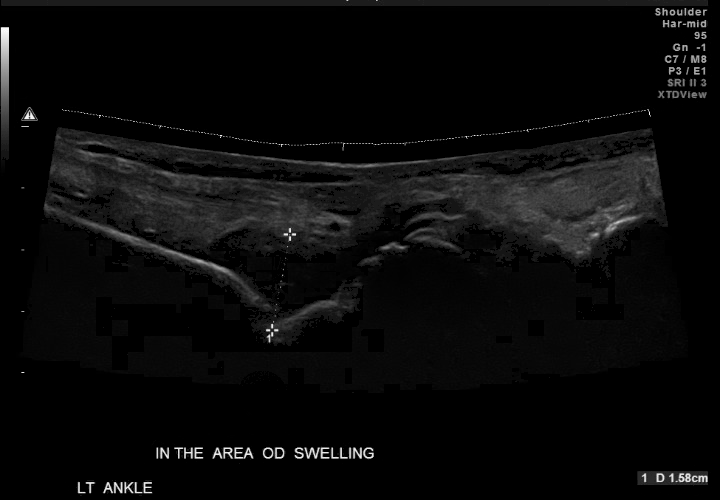 Shoulder
Har-mid
95
Gn -1
C7 / M8
P3 / E1
SRI II 3
XTDView
IN THE AREA OD SWELLING
1 D 1.58cm
LT ANKLE